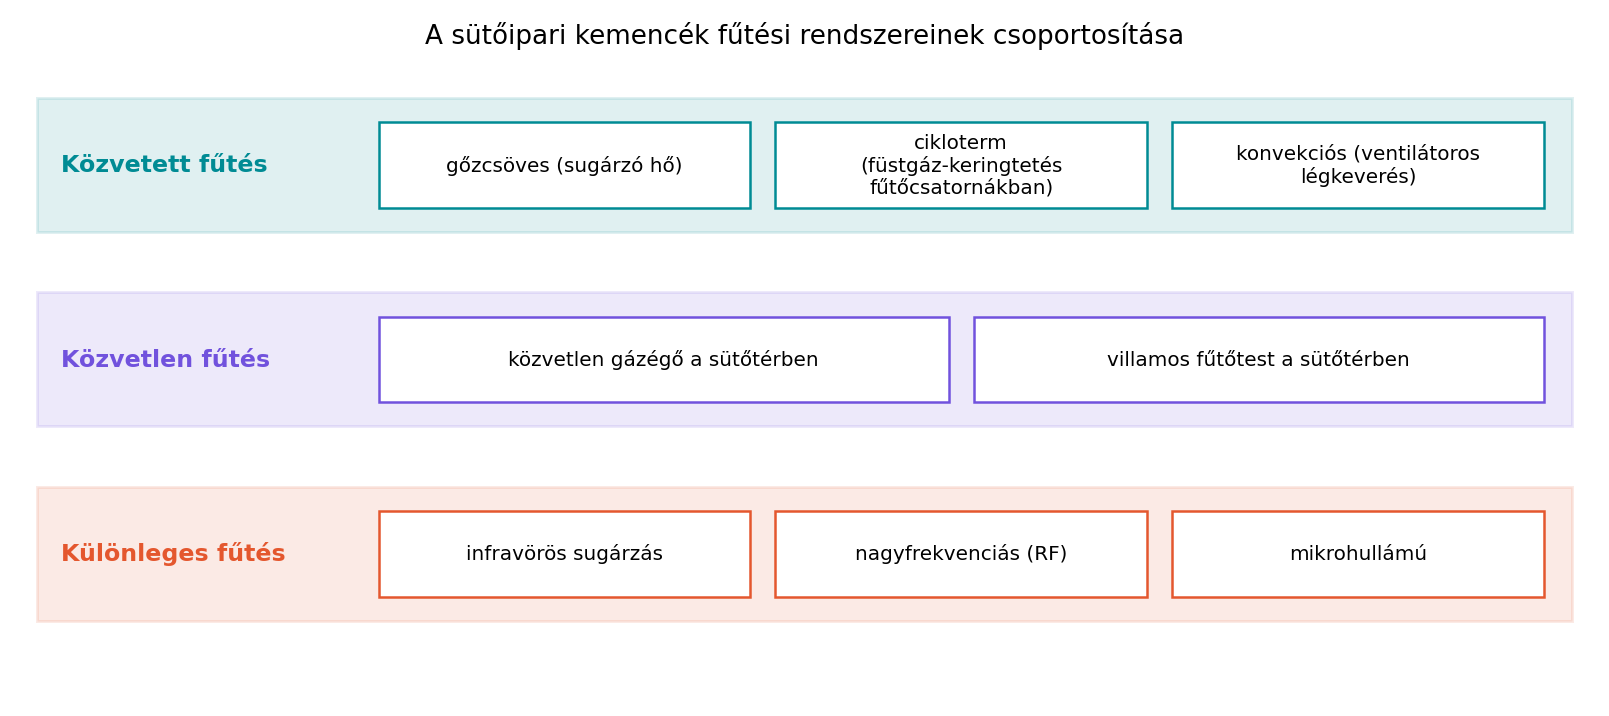 A sütőipari kemencék fűtési rendszereinek csoportosítása
Közvetett fűtés
gőzcsöves (sugárzó hő)
cikloterm
(füstgáz-keringtetés
fűtőcsatornákban)
konvekciós (ventilátoros
légkeverés)
Közvetlen fűtés
közvetlen gázégő a sütőtérben
villamos fűtőtest a sütőtérben
Különleges fűtés
infravörös sugárzás
nagyfrekvenciás (RF)
mikrohullámú